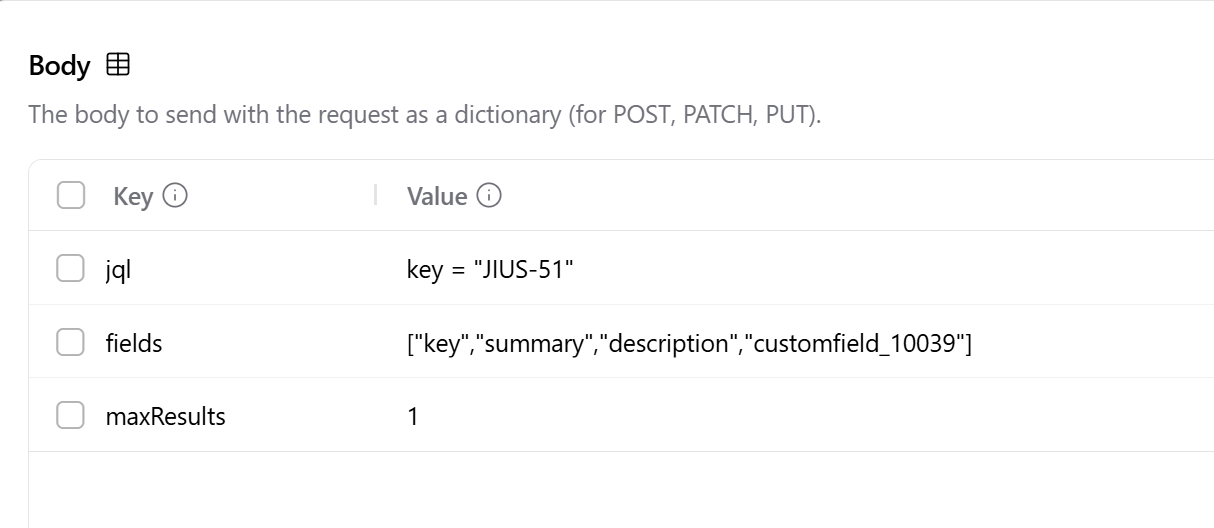 Body
The body to send with the request as a dictionary (for POST, PATCH, PUT).
Key Value
jql key = "JIUS-51"
fields ["key","summary","description","customfield_10039"]
maxResults 1